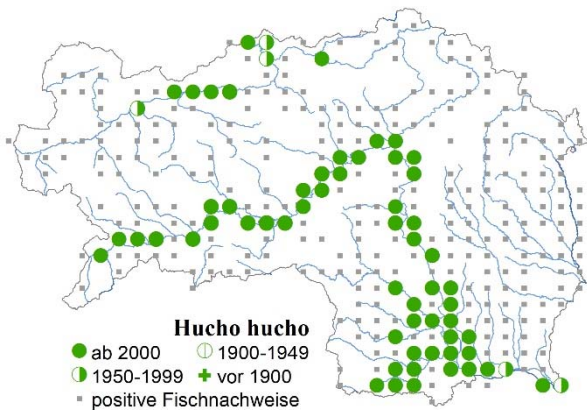 Hucho hucho
ab 2000 1900-1949
1950-1999 vor 1900
positive Fischnachweise